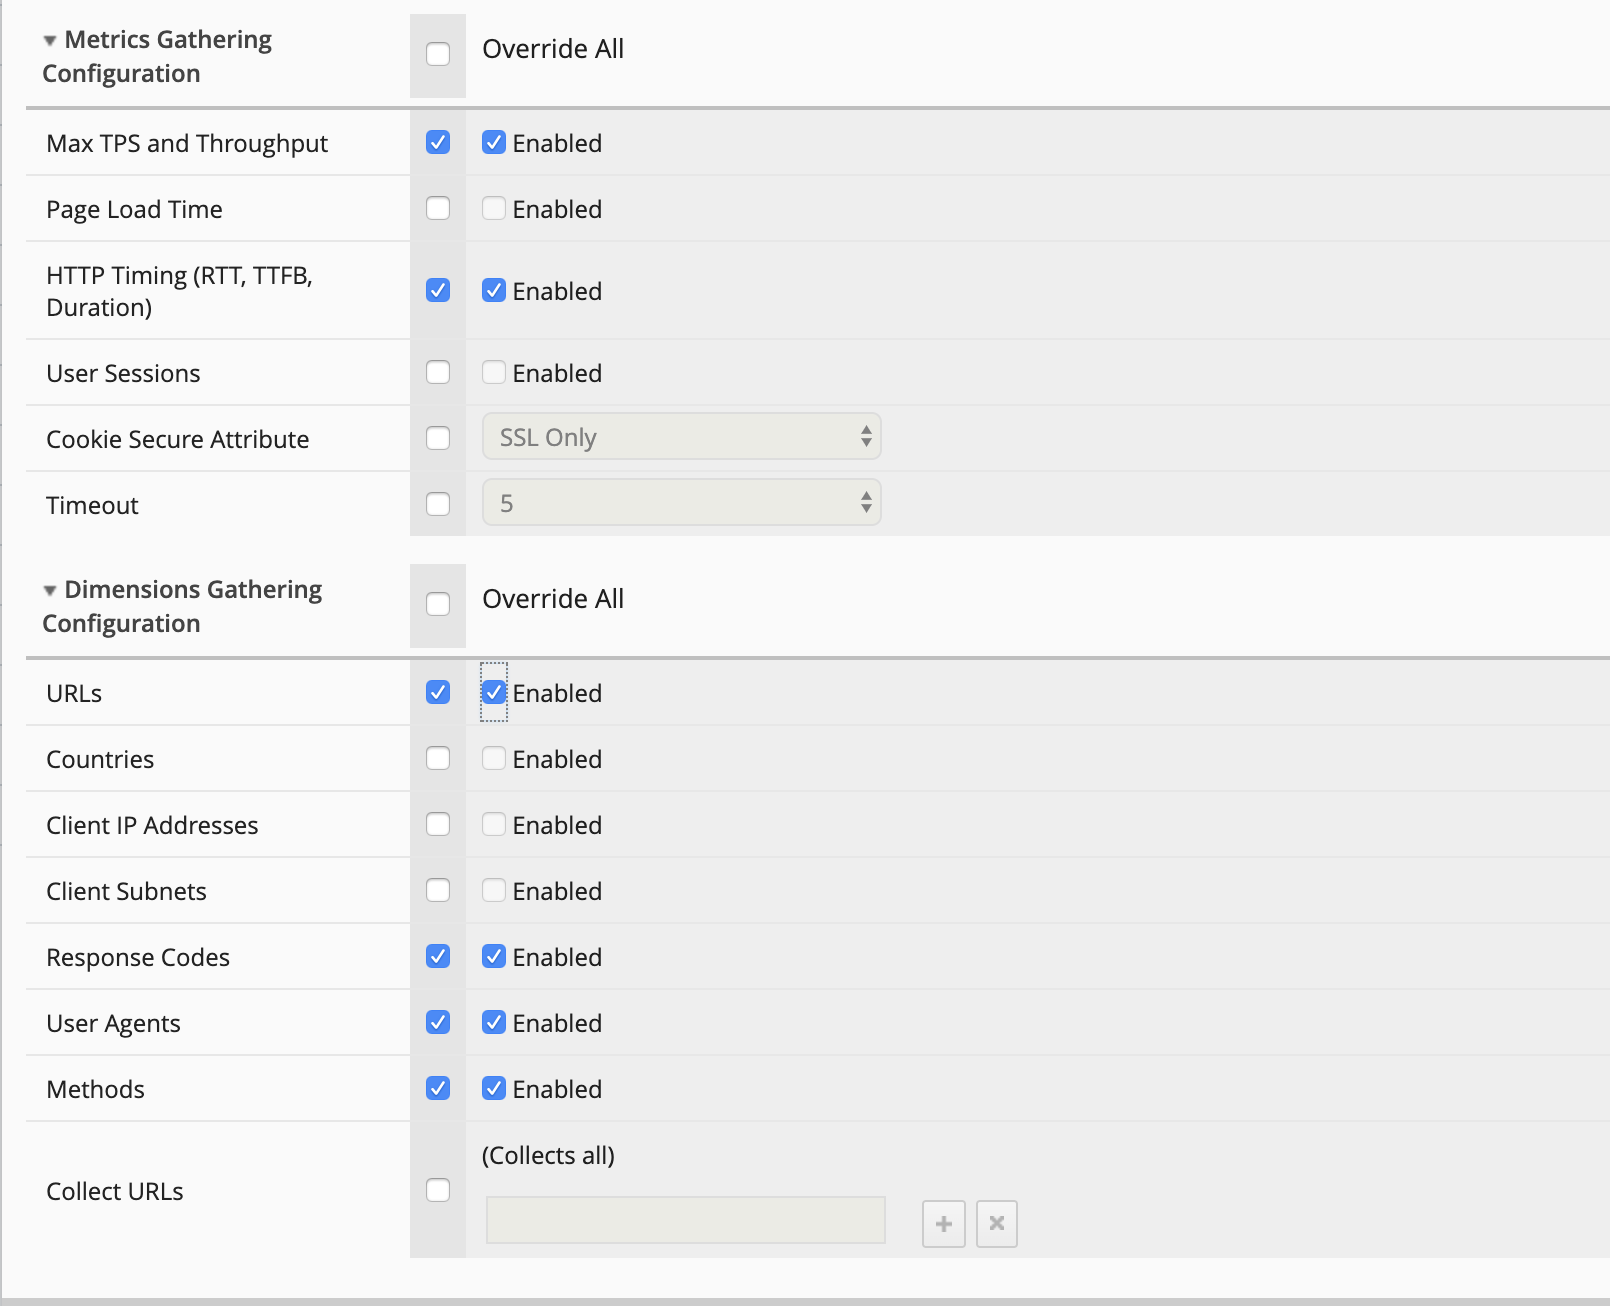 Metrics Gathering
Configuration
Override All
Max TPS and Throughput
Enabled
Page Load Time
Enabled
HTTP Timing (RTT, TTFB,
Duration)
Enabled
User Sessions
Enabled
Cookie Secure Attribute
SSL Only
Timeout
5
Dimensions Gathering
Configuration
Override All
URLs
Enabled
Countries
Enabled
Client IP Addresses
Enabled
Client Subnets
Enabled
Response Codes
Enabled
User Agents
Enabled
Methods
Enabled
(Collects all)
Collect URLs